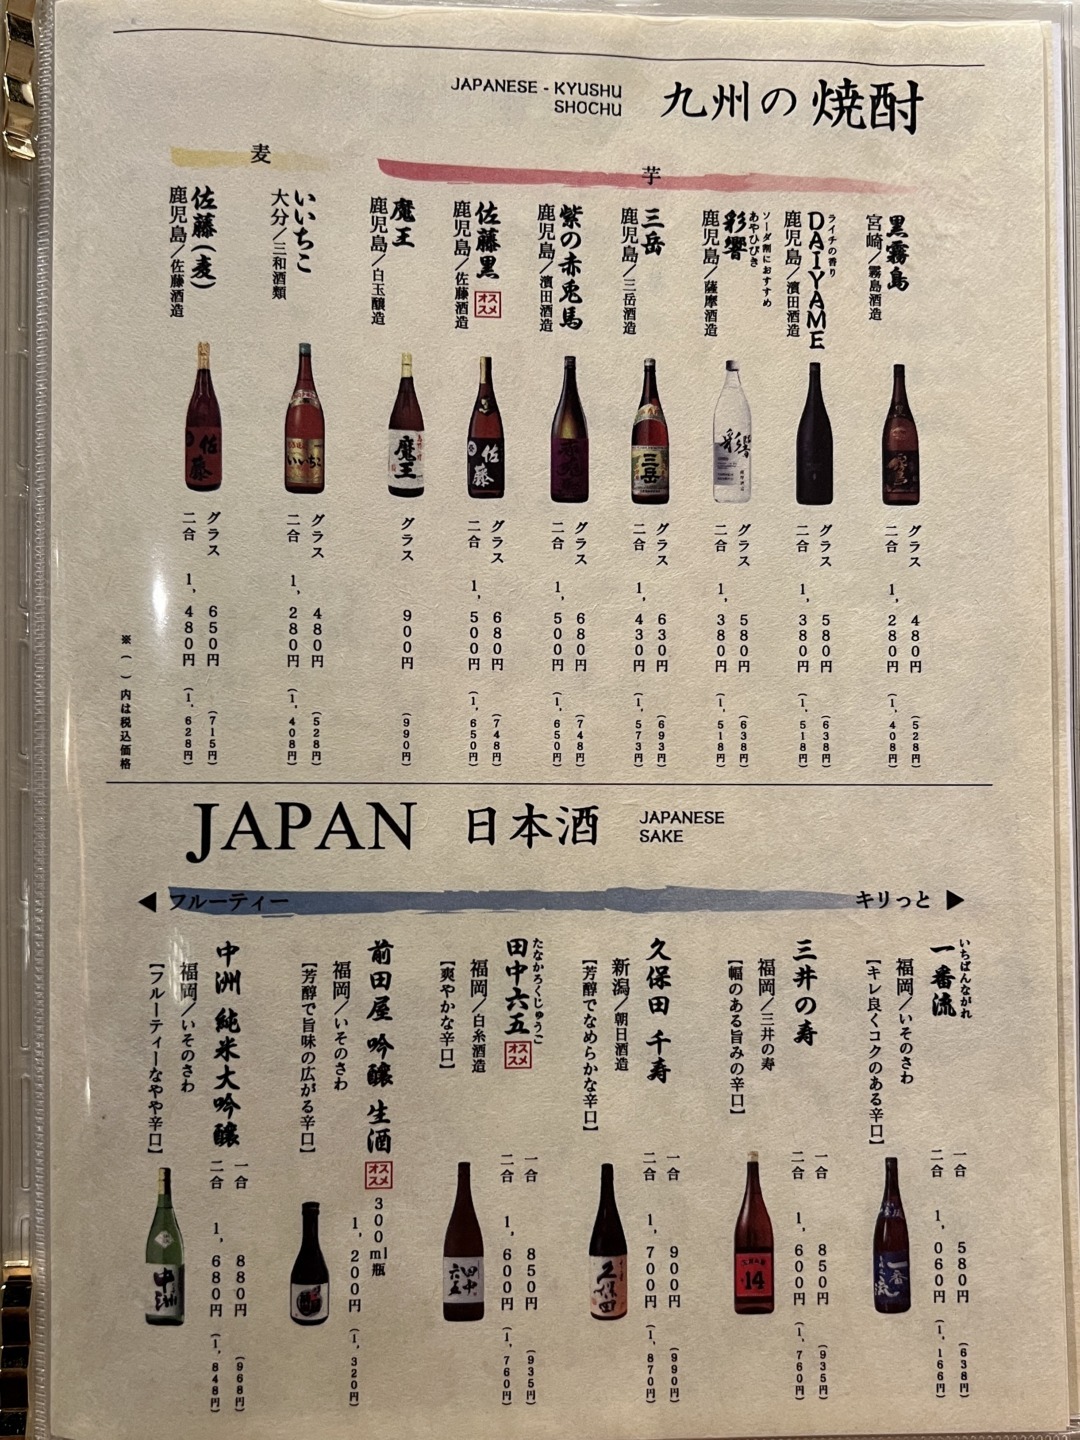 JAPANESE - KYUSHU
SHOCHU
九州の焼酎
芋
黒霧島
宮崎／霧島酒造
グラス 480円 (528円)
二合 1,280円 (1,408円)
ライチの香り
DAIYAME
鹿児島／濵田酒造
グラス 580円 (638円)
二合 1,380円 (1,518円)
ソーダ割におすすめ
あやひびき
彩響
鹿児島／薩摩酒造
グラス 580円 (638円)
二合 1,380円 (1,518円)
三岳
鹿児島／三岳酒造
グラス 630円 (693円)
二合 1,430円 (1,573円)
紫の赤兎馬
鹿児島／濵田酒造
グラス 680円 (748円)
二合 1,500円 (1,650円)
佐藤黒 オススメ
鹿児島／佐藤酒造
グラス 680円 (748円)
二合 1,500円 (1,650円)
魔王
鹿児島／白玉醸造
グラス 900円 (990円)
麦
いいちこ
大分／三和酒類
グラス 480円 (528円)
二合 1,280円 (1,408円)
佐藤(麦)
鹿児島／佐藤酒造
グラス 650円 (715円)
二合 1,480円 (1,628円)
※( )内は税込価格
JAPAN 日本酒
JAPANESE
SAKE
◀ フルーティー
キリっと ▶
いちばんながれ
一番流
福岡／いそのさわ
【キレ良くコクのある辛口】
一合 580円 (638円)
二合 1,060円 (1,166円)
三井の寿
福岡／三井の寿
【幅のある旨みの辛口】
一合 850円 (935円)
二合 1,600円 (1,760円)
久保田 千寿
新潟／朝日酒造
【芳醇でなめらかな辛口】
一合 900円 (990円)
二合 1,700円 (1,870円)
たなかろくじゅうご
田中六五 オススメ
福岡／白糸酒造
【爽やかな辛口】
一合 850円 (935円)
二合 1,600円 (1,760円)
前田屋 吟醸 生酒 オススメ
福岡／いそのさわ
【芳醇で旨味の広がる辛口】
300ml瓶
1,200円 (1,320円)
中洲 純米大吟醸
福岡／いそのさわ
【フルーティーなやや辛口】
一合 880円 (968円)
二合 1,680円 (1,848円)
佐藤
いいちこ
魔王
佐藤
三岳
彩響
中洲
田中六五
久保田
14